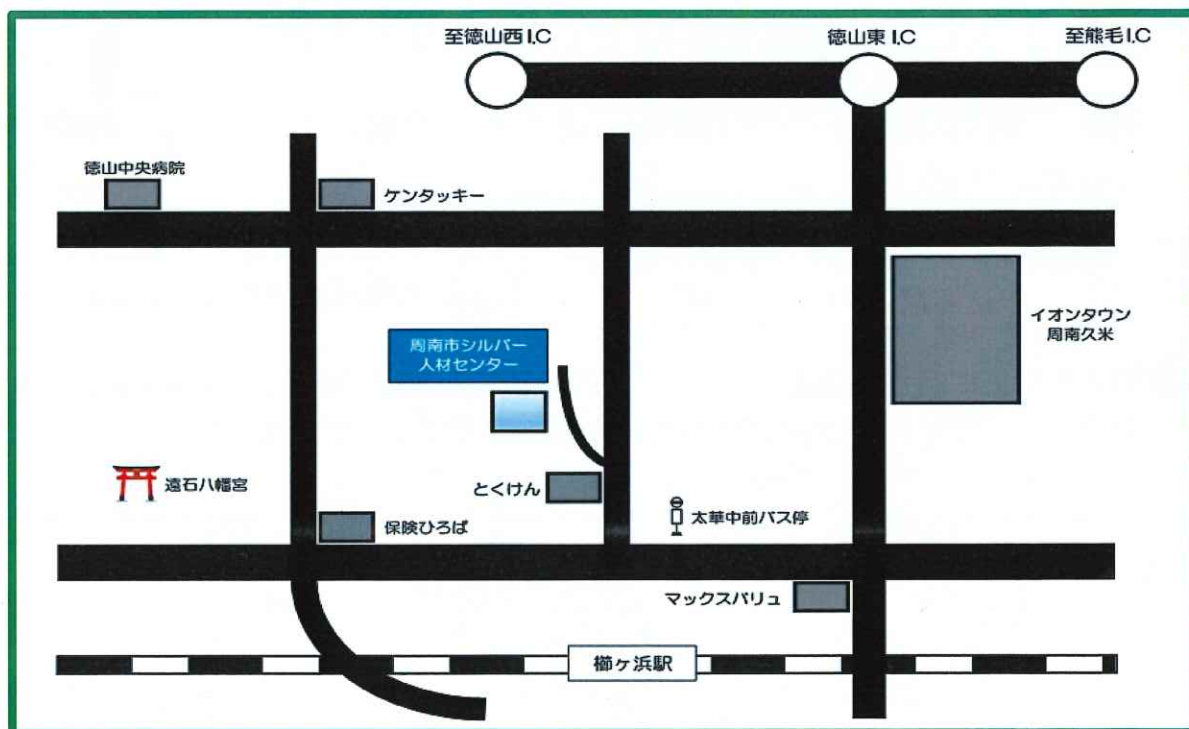 至徳山西I.C
徳山東I.C
至熊毛I.C
徳山中央病院
ケンタッキー
イオンタウン
周南久米
周南市シルバー
人材センター
遠石八幡宮
とくけん
保険ひろば
太華中前バス停
マックスバリュ
櫛ヶ浜駅